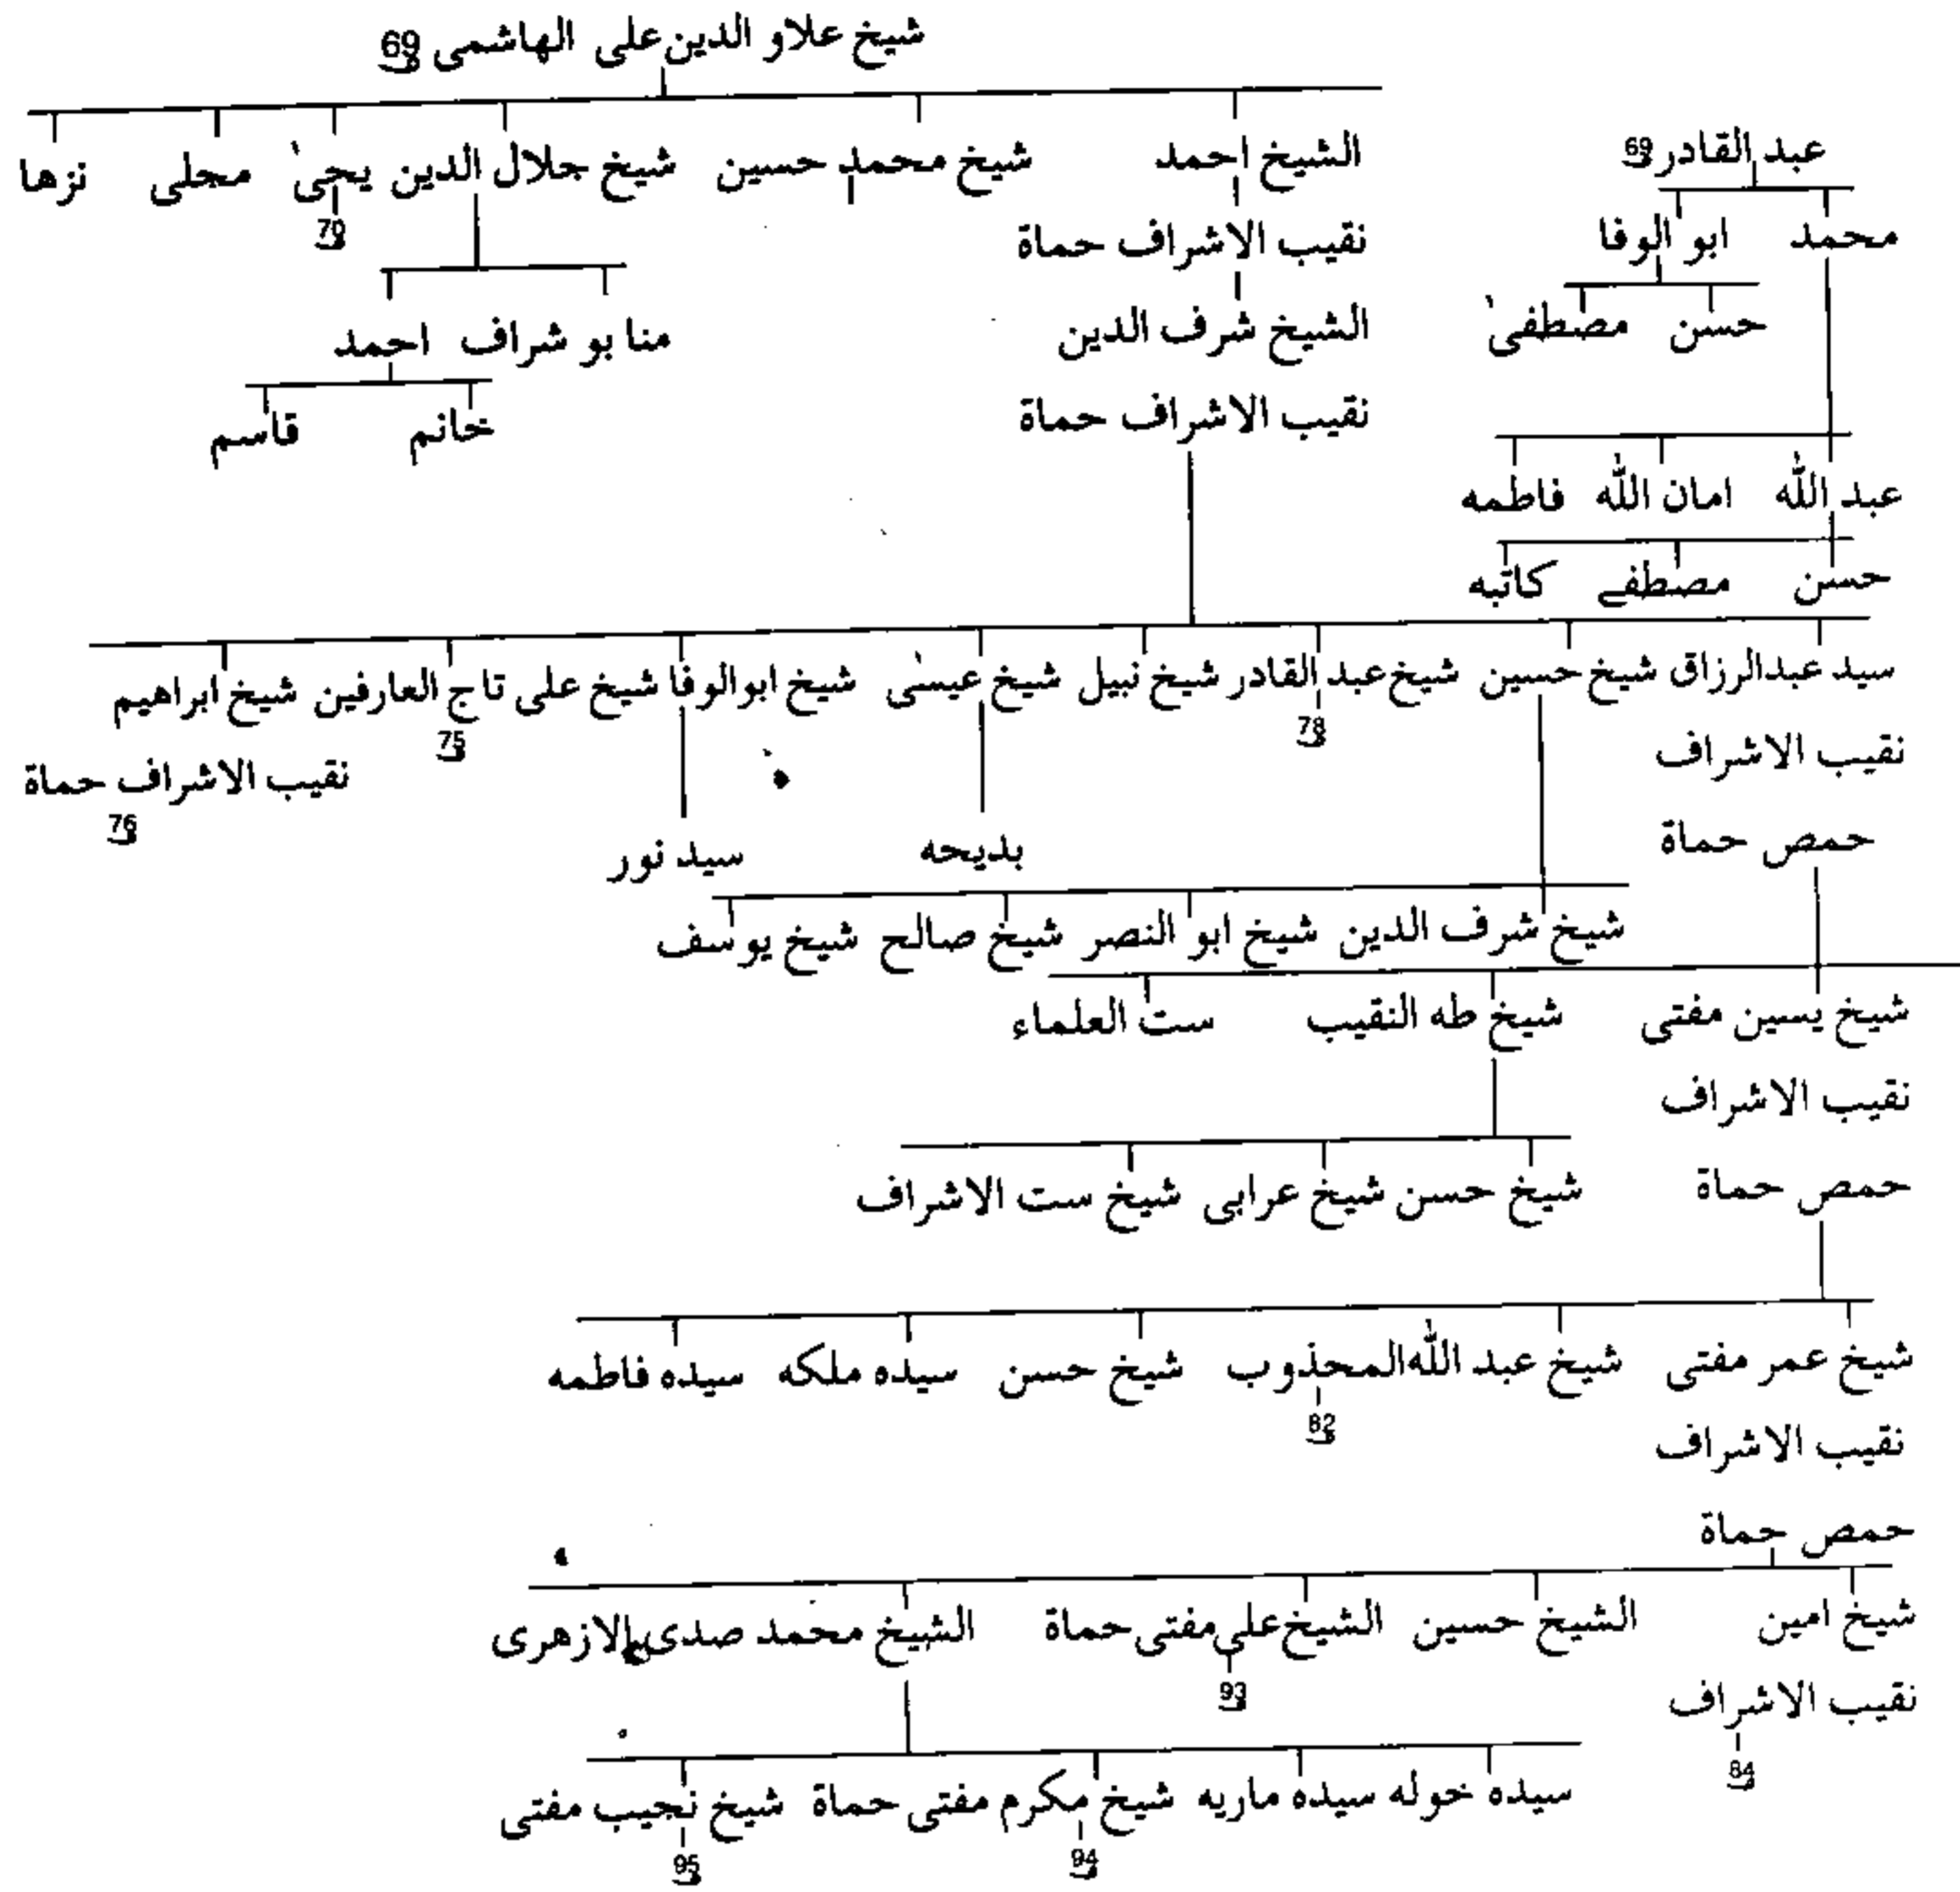 شيخ علاو الدين على الهاشمى 69
عبد القادر 69
الشيخ احمد شيخ محمد حسين شيخ جلال الدين يحىٰ مجلى نزها
70
محمد ابو الوفا
نقيب الاشراف حماة
حسن مصطفىٰ
الشيخ شرف الدين
منا بو شراف احمد
نقيب الاشراف حماة
خانم قاسم
عبد الله امان الله فاطمه
حسن مصطفے كاتبه
سيد عبدالرزاق شيخ حسين شيخ عبد القادر شيخ نبيل شيخ عيسٰى شيخ ابوالوفا شيخ على تاج العارفين شيخ ابراهيم
78 75
نقيب الاشراف نقيب الاشراف حماة
76
حمص حماة
بديحه سيد نور
شيخ شرف الدين شيخ ابو النصر شيخ صالح شيخ يوسف
شيخ يسين مفتى شيخ طه النقيب ست العلماء
نقيب الاشراف
حمص حماة شيخ حسن شيخ عرابى شيخ ست الاشراف
شيخ عمر مفتى شيخ عبد الله المحذوب شيخ حسن سيده ملكه سيده فاطمه
82
نقيب الاشراف
حمص حماة
شيخ امين الشيخ حسين الشيخ على مفتى حماة الشيخ محمد صدى الازهرى
93
نقيب الاشراف
84
سيده خوله سيده ماريه شيخ مكرم مفتى حماة شيخ نجيب مفتى
94 95